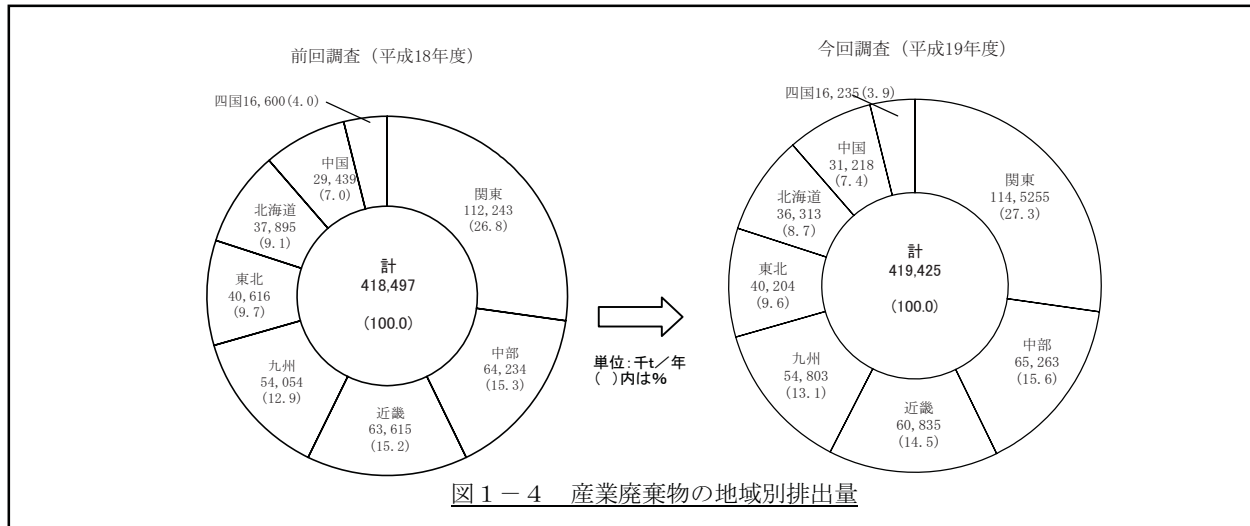 前回調査（平成18年度）
四国16,600(4.0)
関東
112,243
(26.8)
中部
64,234
(15.3)
近畿
63,615
(15.2)
九州
54,054
(12.9)
東北
40,616
(9.7)
北海道
37,895
(9.1)
中国
29,439
(7.0)
計
418,497
(100.0)
単位：千t／年
（　）内は%
今回調査（平成19年度）
四国16,235(3.9)
関東
114,5255
(27.3)
中部
65,263
(15.6)
近畿
60,835
(14.5)
九州
54,803
(13.1)
東北
40,204
(9.6)
北海道
36,313
(8.7)
中国
31,218
(7.4)
計
419,425
(100.0)
図１－４　産業廃棄物の地域別排出量